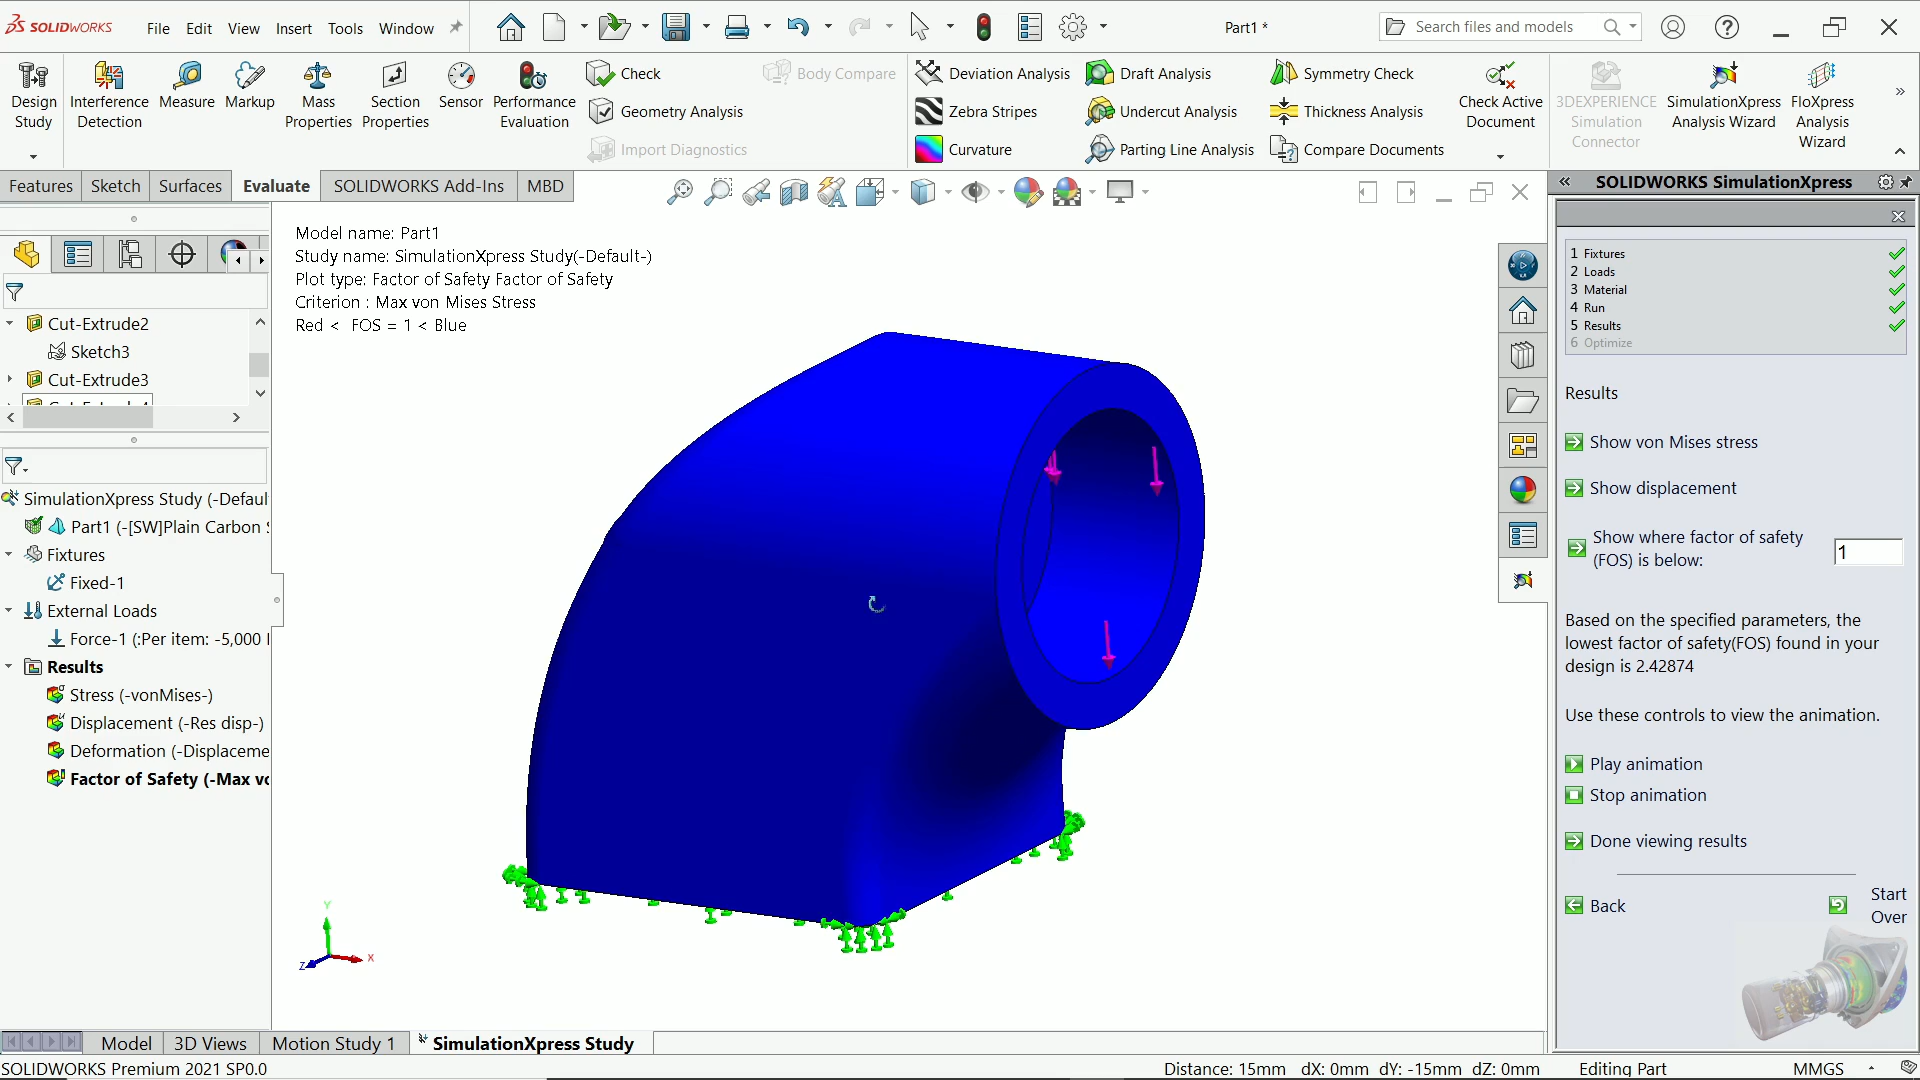 SOLIDWORKS
File Edit View Insert Tools Window
Part1 *
Search files and models
Design Study
Interference Detection
Measure
Markup
Mass Properties
Section Properties
Sensor
Performance Evaluation
Check
Geometry Analysis
Import Diagnostics
Body Compare
Deviation Analysis
Zebra Stripes
Curvature
Draft Analysis
Undercut Analysis
Parting Line Analysis
Symmetry Check
Thickness Analysis
Compare Documents
Check Active Document
3DEXPERIENCE Simulation Connector
SimulationXpress Analysis Wizard
FloXpress Analysis Wizard
Features Sketch Surfaces Evaluate SOLIDWORKS Add-Ins MBD
SOLIDWORKS SimulationXpress
Cut-Extrude2
Sketch3
Cut-Extrude3
SimulationXpress Study (-Defaul
Part1 (-[SW]Plain Carbon
Fixtures
Fixed-1
External Loads
Force-1 (:Per item: -5,000
Results
Stress (-vonMises-)
Displacement (-Res disp-)
Deformation (-Displaceme
Factor of Safety (-Max v
Model name: Part1
Study name: SimulationXpress Study(-Default-)
Plot type: Factor of Safety Factor of Safety
Criterion : Max von Mises Stress
Red < FOS = 1 < Blue
Y
X
Z
1 Fixtures
2 Loads
3 Material
4 Run
5 Results
6 Optimize
Results
Show von Mises stress
Show displacement
Show where factor of safety
(FOS) is below:
1
Based on the specified parameters, the
lowest factor of safety(FOS) found in your
design is 2.42874
Use these controls to view the animation.
Play animation
Stop animation
Done viewing results
Back
Start
Over
Model 3D Views Motion Study 1 SimulationXpress Study
SOLIDWORKS Premium 2021 SP0.0
Distance: 15mm dX: 0mm dY: -15mm dZ: 0mm
Editing Part
MMGS